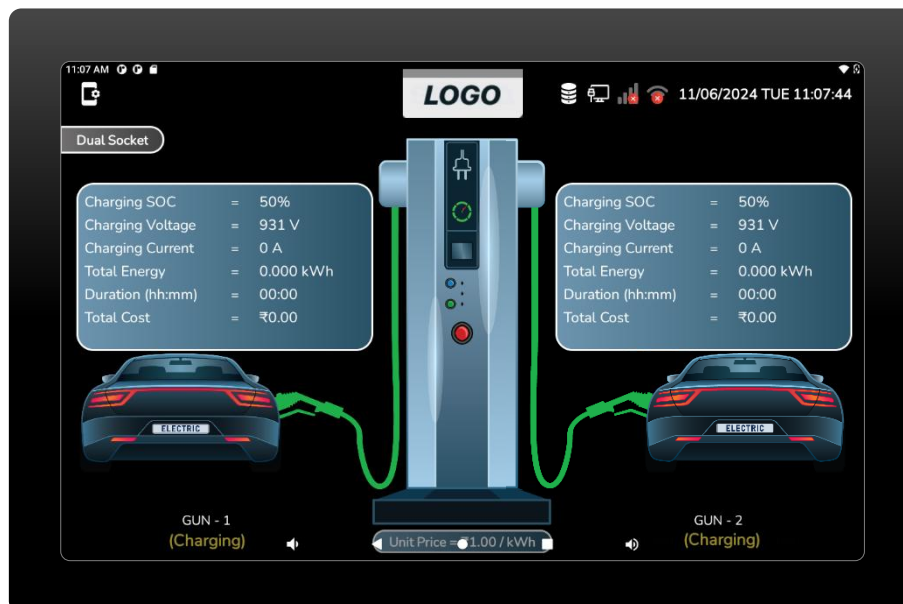 11:07 AM
LOGO
11/06/2024 TUE 11:07:44
Dual Socket
Charging SOC = 50%
Charging Voltage = 931 V
Charging Current = 0 A
Total Energy = 0.000 kWh
Duration (hh:mm) = 00:00
Total Cost = ₹0.00
Charging SOC = 50%
Charging Voltage = 931 V
Charging Current = 0 A
Total Energy = 0.000 kWh
Duration (hh:mm) = 00:00
Total Cost = ₹0.00
ELECTRIC
ELECTRIC
GUN - 1
(Charging)
Unit Price = ₹1.00 / kWh
GUN - 2
(Charging)